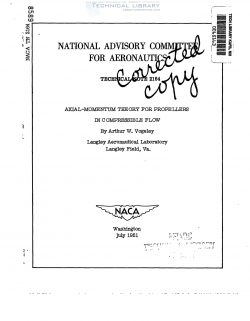 TECHNICAL LIBRARY
NATIONAL ADVISORY COMMITTEE
FOR AERONAUTICS
TECHNICAL NOTE 2164
Corrected
copy
AXIAL-MOMENTUM THEORY FOR PROPELLERS
IN COMPRESSIBLE FLOW
By Arthur W. Vogeley
Langley Aeronautical Laboratory
Langley Field, Va.
NACA
Washington
July 1951